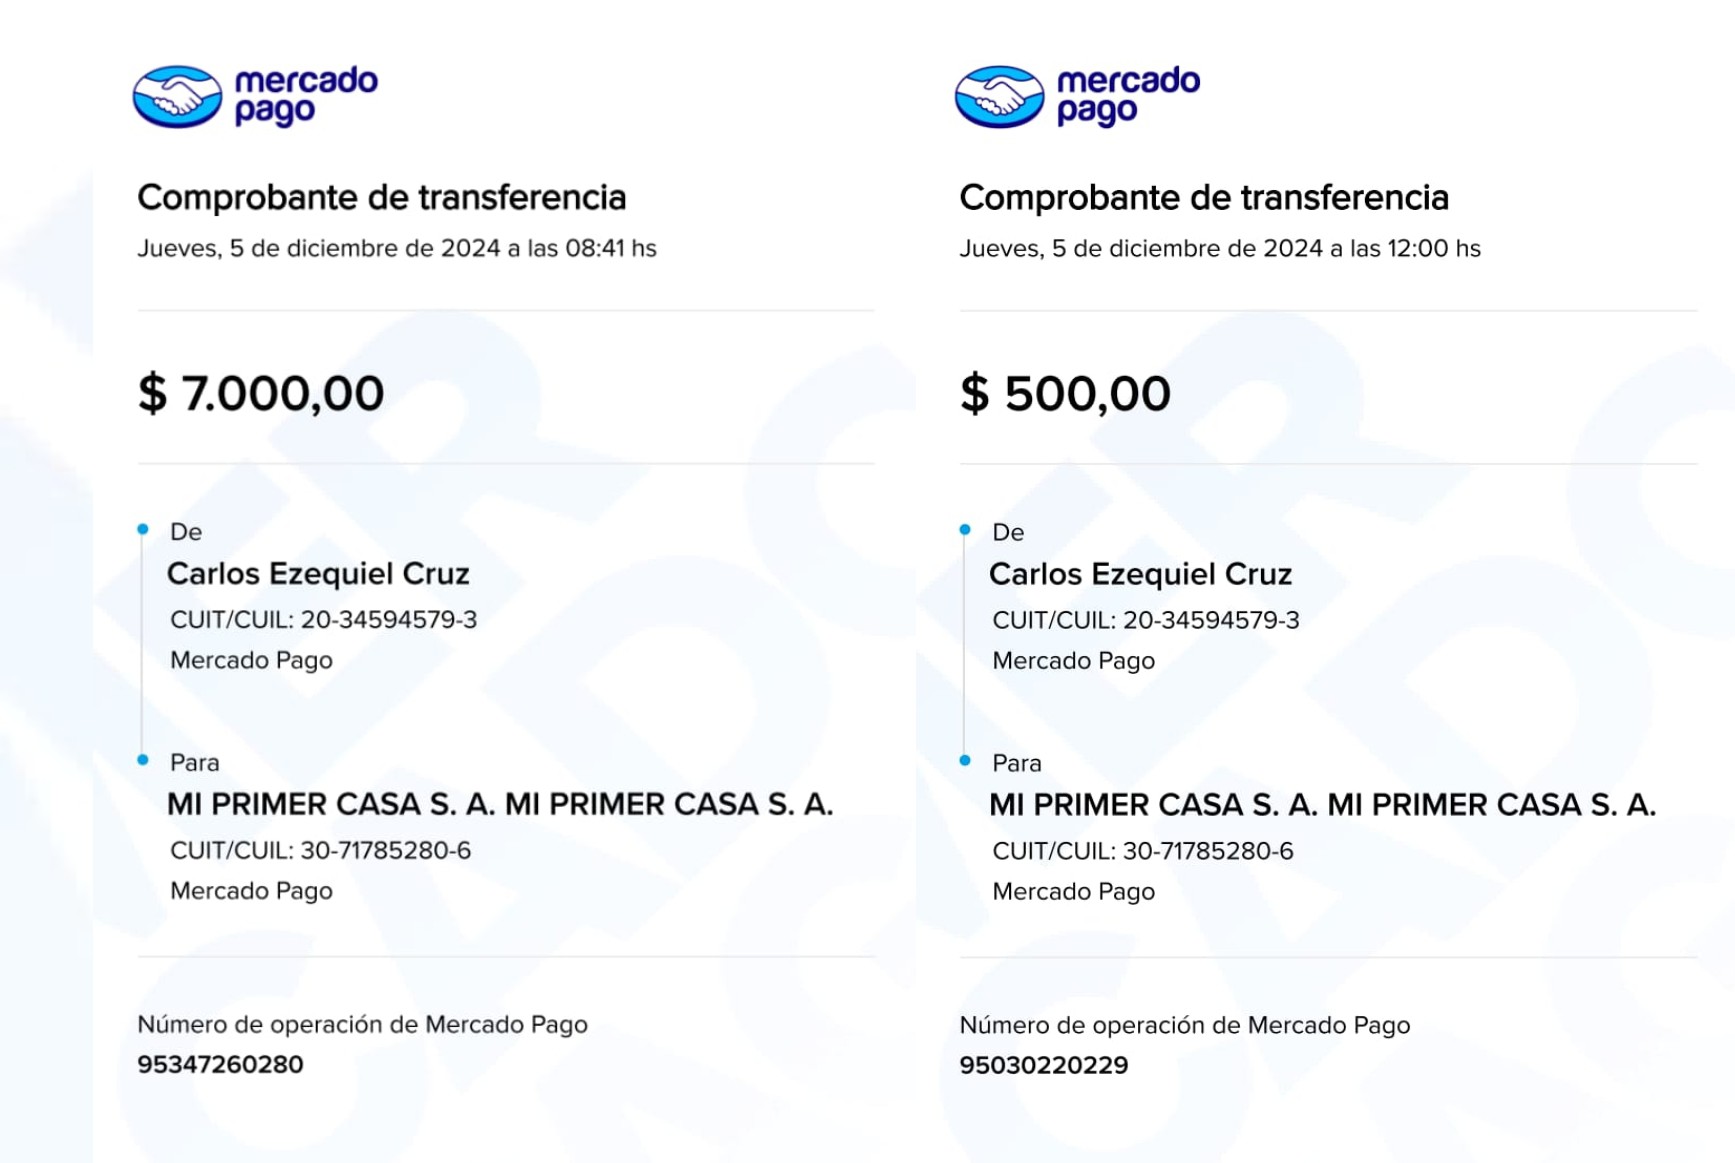 mercado
pago
Comprobante de transferencia
Jueves, 5 de diciembre de 2024 a las 08:41 hs
$ 7.000,00
De
Carlos Ezequiel Cruz
CUIT/CUIL: 20-34594579-3
Mercado Pago
Para
MI PRIMER CASA S. A. MI PRIMER CASA S. A.
CUIT/CUIL: 30-71785280-6
Mercado Pago
Número de operación de Mercado Pago
95347260280
mercado
pago
Comprobante de transferencia
Jueves, 5 de diciembre de 2024 a las 12:00 hs
$ 500,00
De
Carlos Ezequiel Cruz
CUIT/CUIL: 20-34594579-3
Mercado Pago
Para
MI PRIMER CASA S. A. MI PRIMER CASA S. A.
CUIT/CUIL: 30-71785280-6
Mercado Pago
Número de operación de Mercado Pago
95030220229